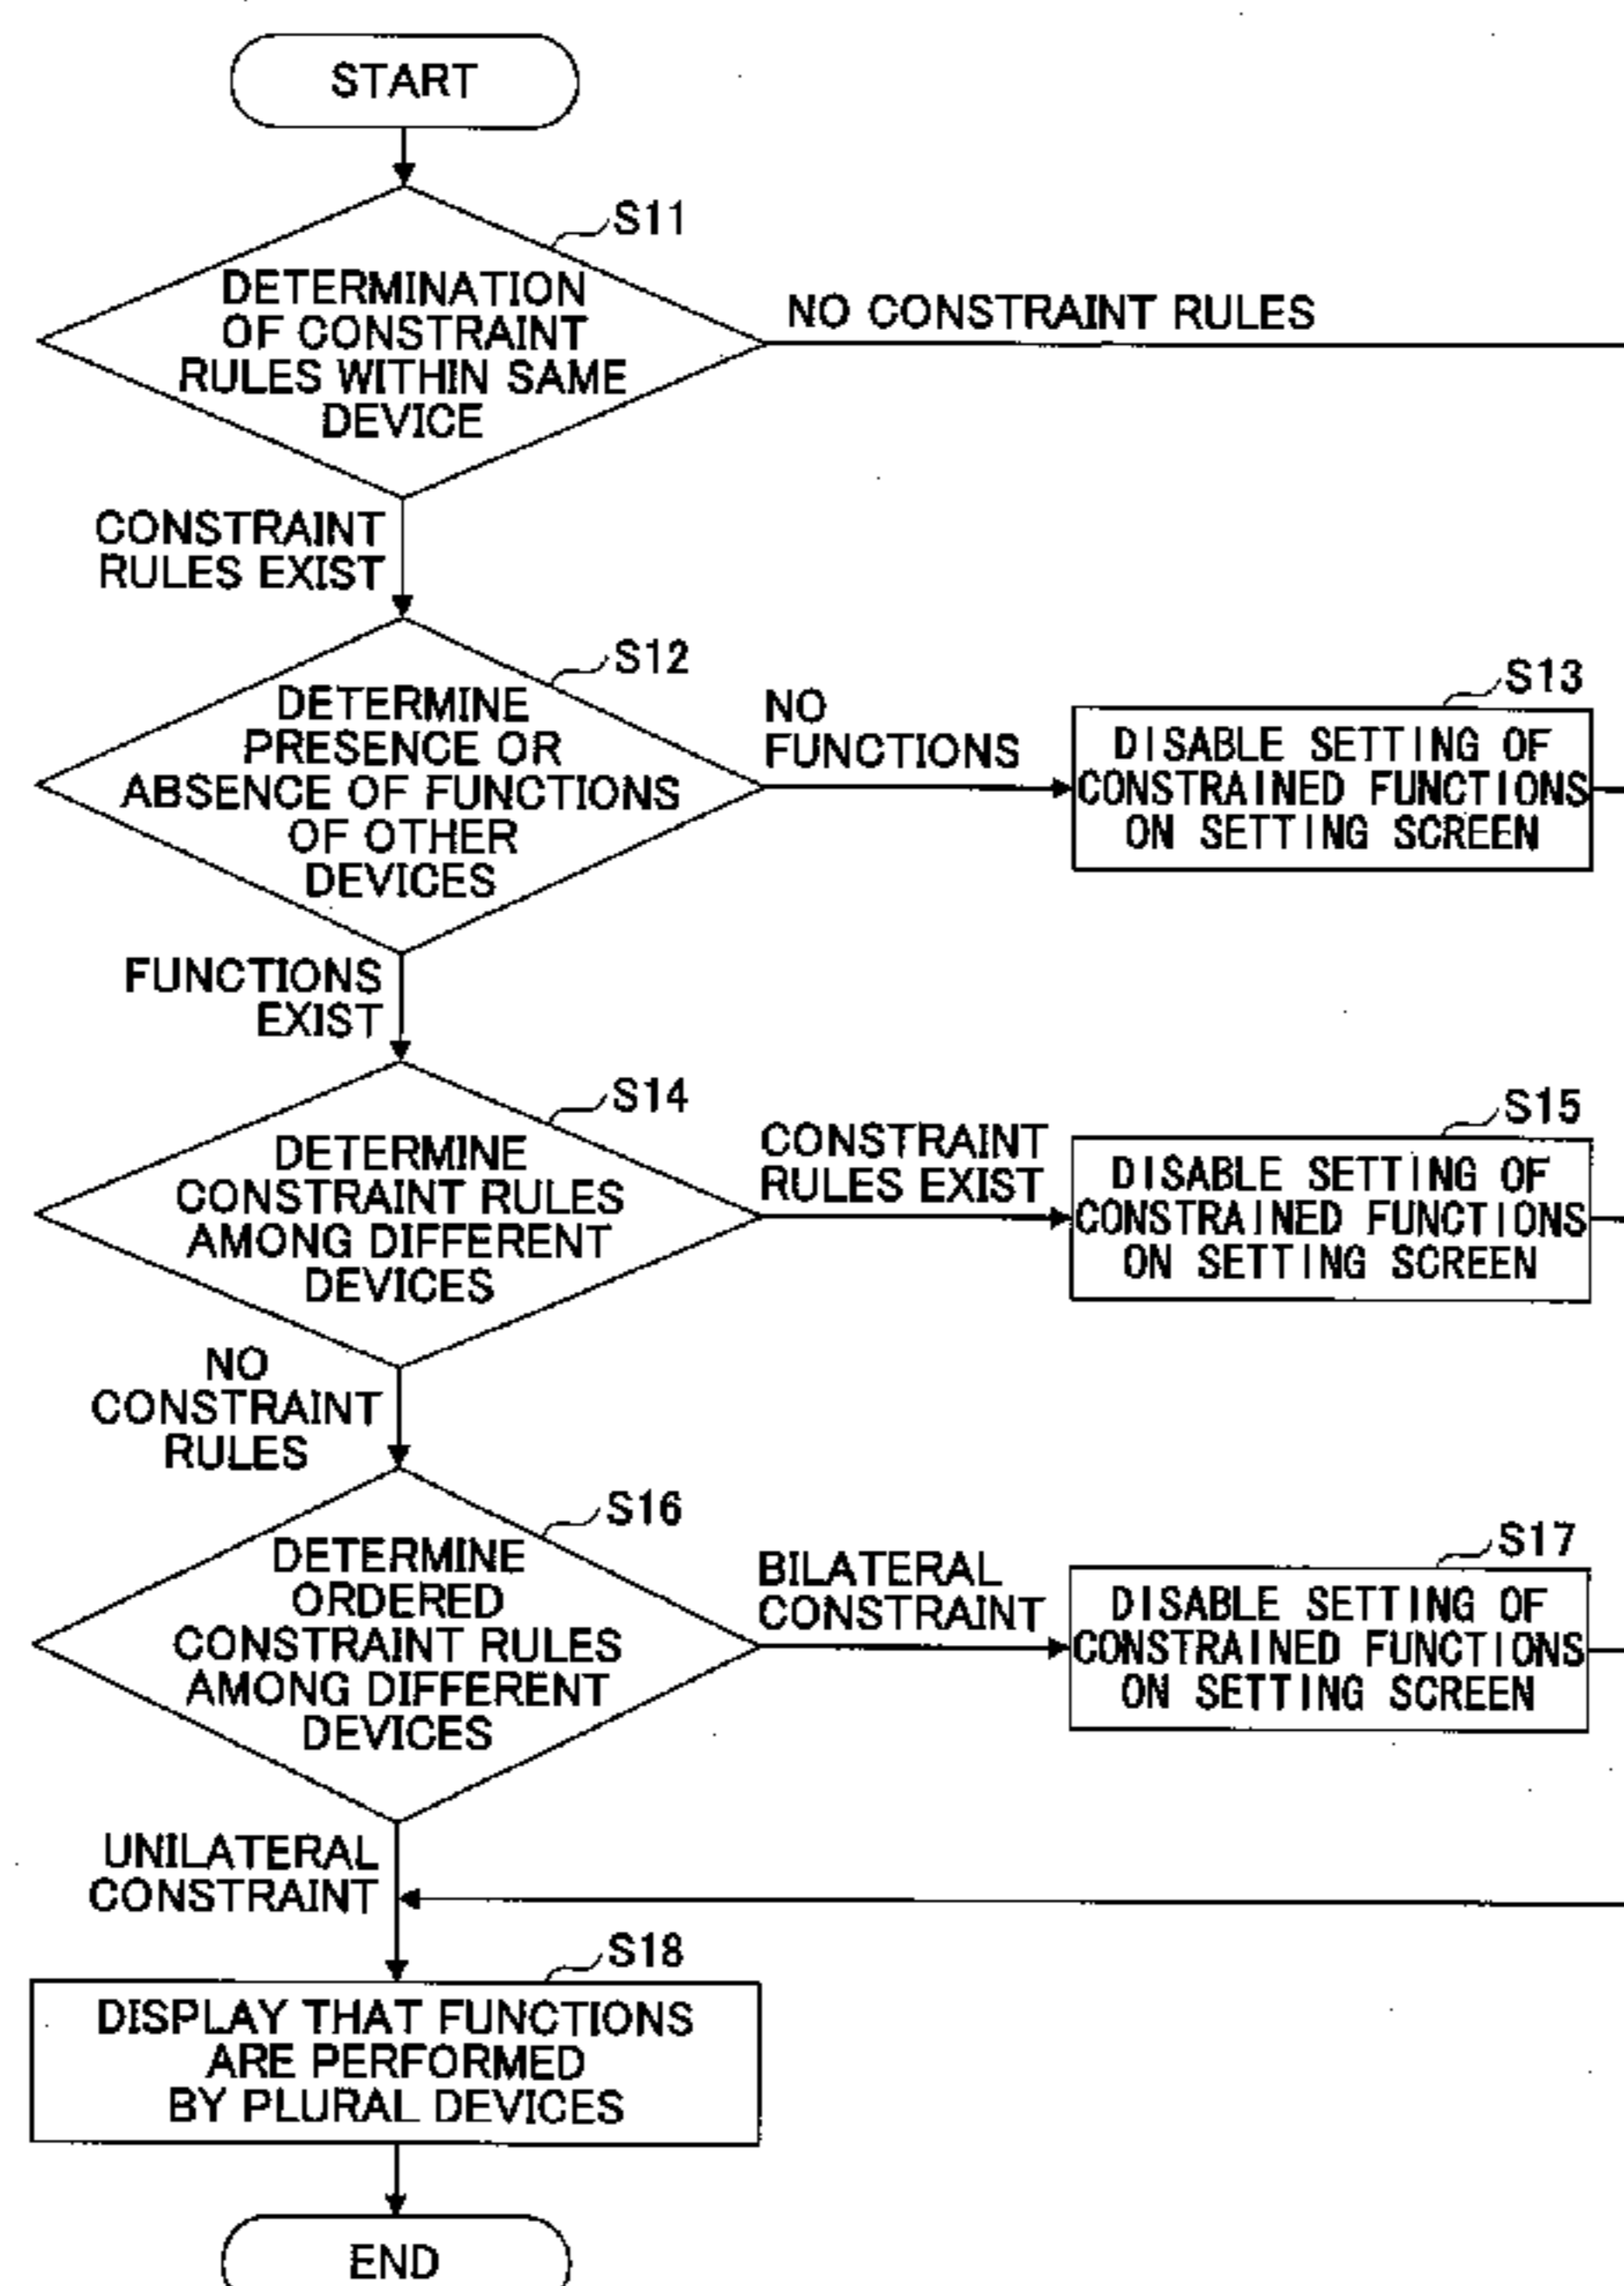 START
S11
DETERMINATION
OF CONSTRAINT
RULES WITHIN SAME
DEVICE
NO CONSTRAINT RULES
CONSTRAINT
RULES EXIST
S12
DETERMINE
PRESENCE OR
ABSENCE OF FUNCTIONS
OF OTHER
DEVICES
NO
FUNCTIONS
S13
DISABLE SETTING OF
CONSTRAINED FUNCTIONS
ON SETTING SCREEN
FUNCTIONS
EXIST
S14
DETERMINE
CONSTRAINT RULES
AMONG DIFFERENT
DEVICES
CONSTRAINT
RULES EXIST
S15
DISABLE SETTING OF
CONSTRAINED FUNCTIONS
ON SETTING SCREEN
NO
CONSTRAINT
RULES
S16
DETERMINE
ORDERED
CONSTRAINT RULES
AMONG DIFFERENT
DEVICES
BILATERAL
CONSTRAINT
S17
DISABLE SETTING OF
CONSTRAINED FUNCTIONS
ON SETTING SCREEN
UNILATERAL
CONSTRAINT
S18
DISPLAY THAT FUNCTIONS
ARE PERFORMED
BY PLURAL DEVICES
END